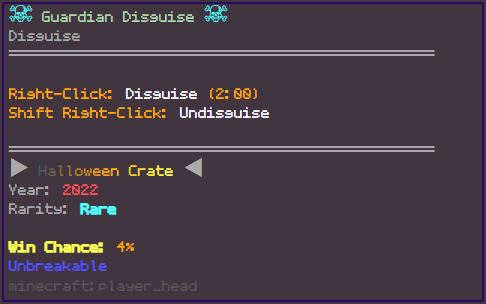 ☠ Guardian Disguise ☠
Disguise
Right-Click: Disguise (2:00)
Shift Right-Click: Undisguise
▶ Halloween Crate ◀
Year: 2022
Rarity: Rare
Win Chance: 4%
Unbreakable
minecraft:player_head